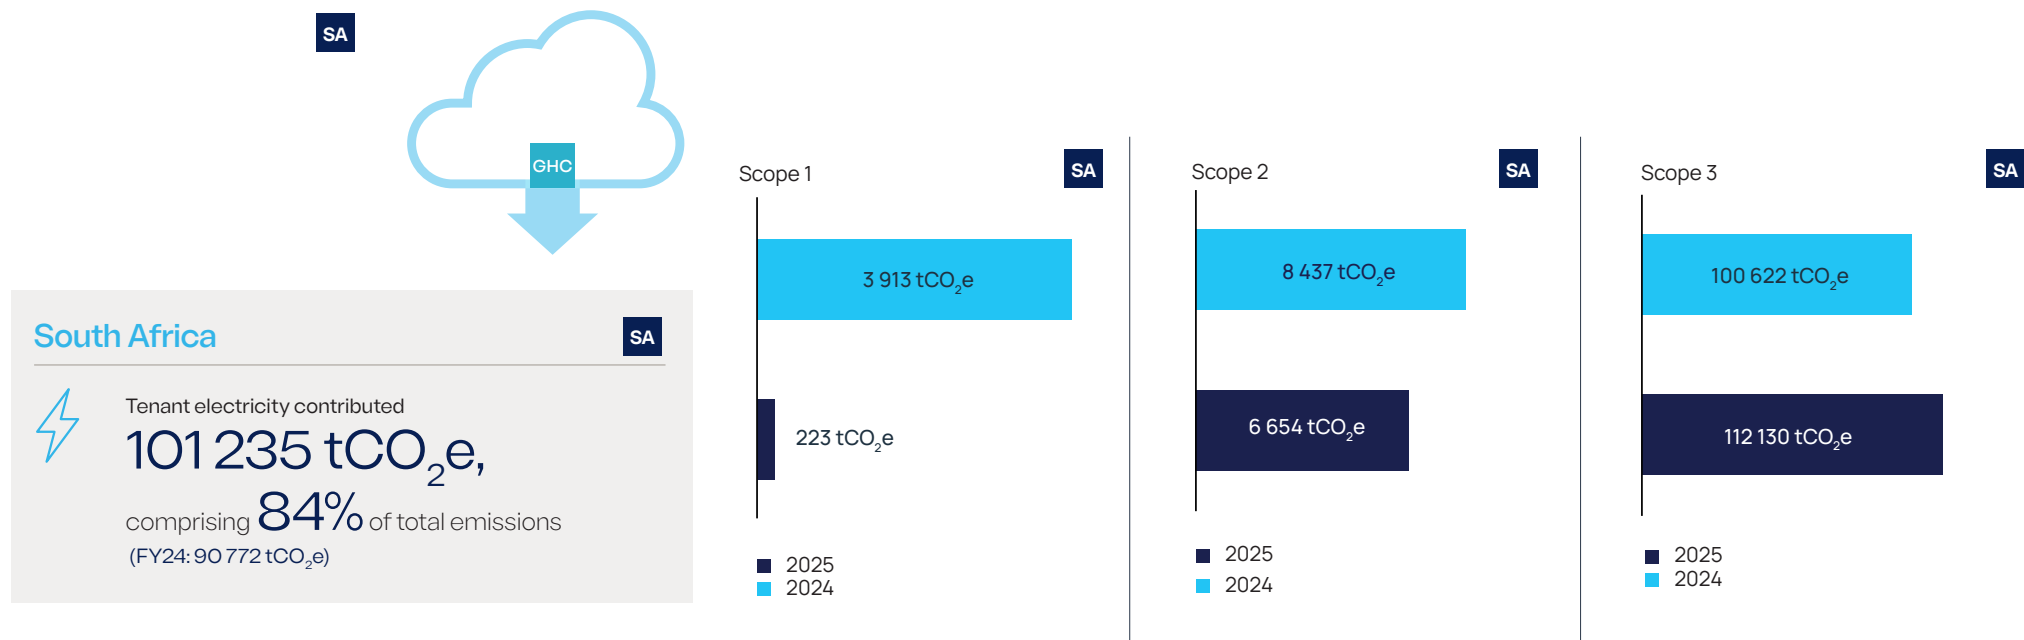 SA
GHC
South Africa
SA
Tenant electricity contributed
101 235 tCO₂e,
comprising 84% of total emissions
(FY24: 90 772 tCO₂e)
Scope 1
SA
3 913 tCO₂e
223 tCO₂e
2025
2024
Scope 2
SA
8 437 tCO₂e
6 654 tCO₂e
2025
2024
Scope 3
SA
100 622 tCO₂e
112 130 tCO₂e
2025
2024